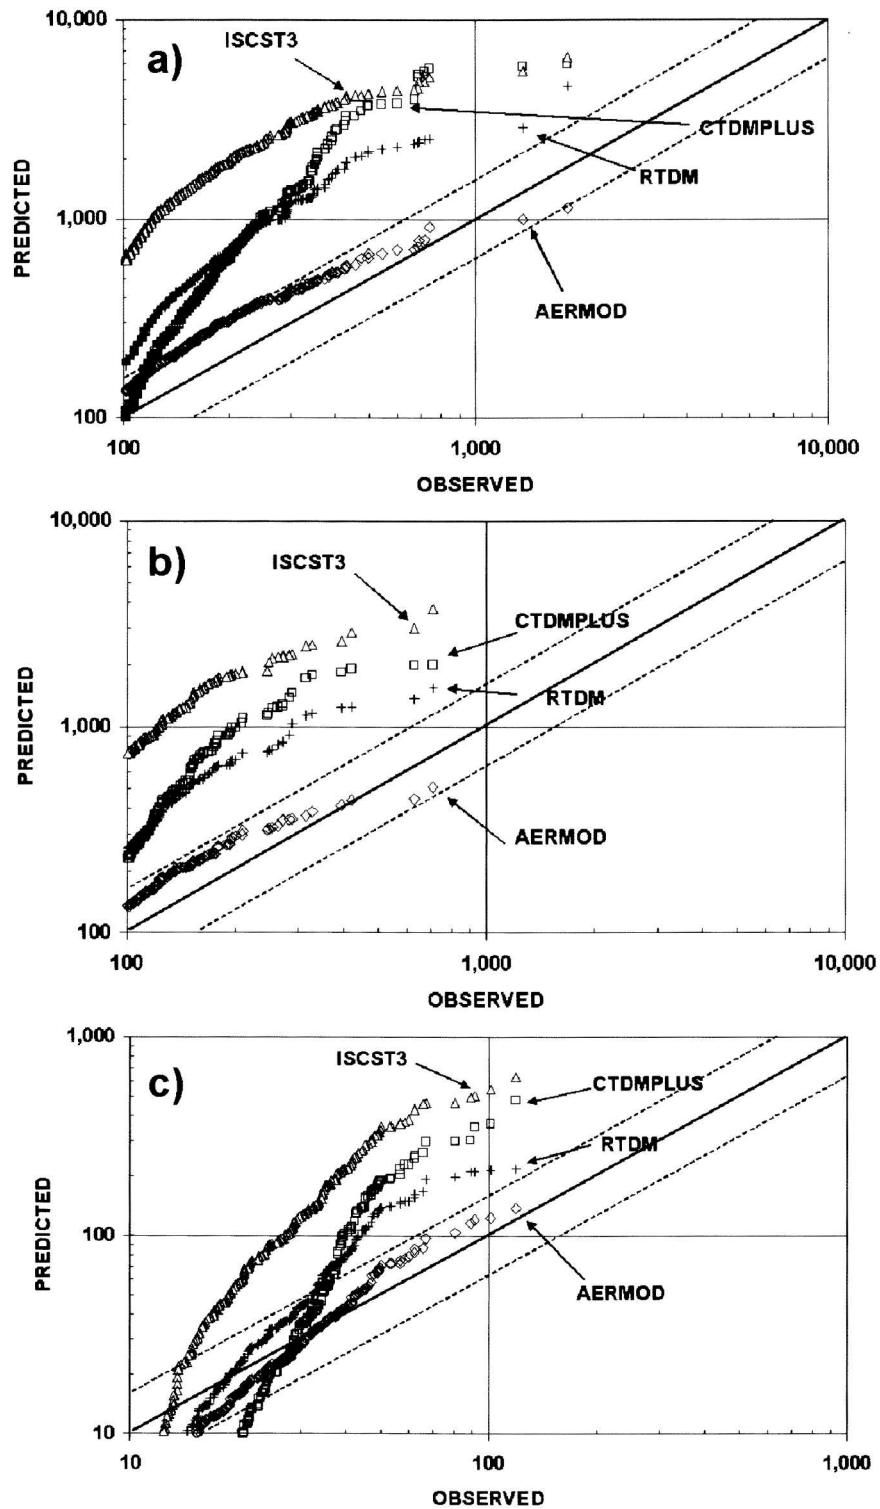 10,000
a)
ISCST3
CTDMPLUS
RTDM
PREDICTED
1,000
AERMOD
100
100 1,000 10,000
OBSERVED
10,000
b)
ISCST3
CTDMPLUS
RTDM
PREDICTED
1,000
AERMOD
100
100 1,000 10,000
OBSERVED
1,000
c)
ISCST3
CTDMPLUS
RTDM
PREDICTED
100
AERMOD
10
10 100 1,000
OBSERVED